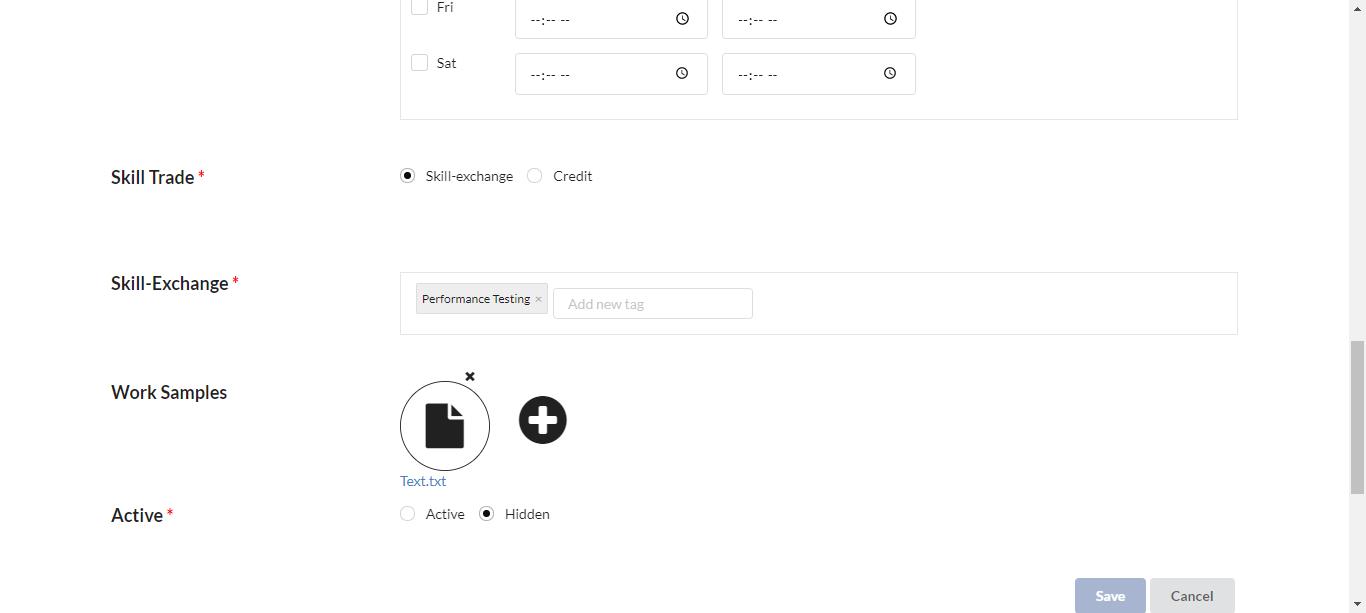 Fri --:-- -- --:-- --
Sat --:-- -- --:-- --
Skill Trade * Skill-exchange Credit
Skill-Exchange * Performance Testing × Add new tag
Work Samples
Text.txt
Active * Active Hidden
Save Cancel